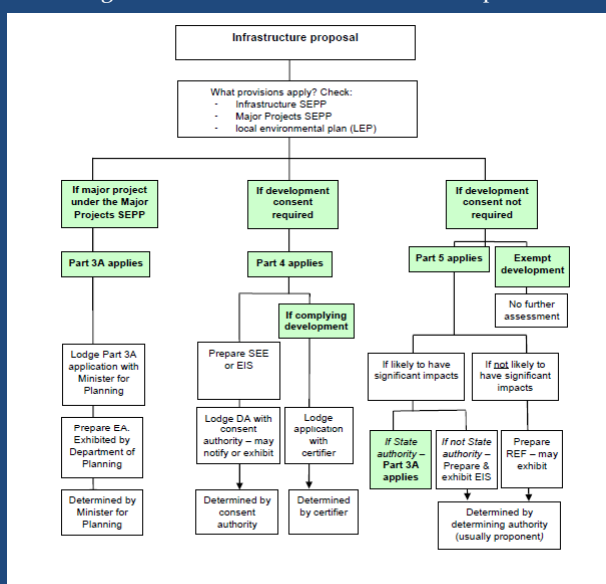 Infrastructure proposal
What provisions apply? Check:
- Infrastructure SEPP
- Major Projects SEPP
- local environmental plan (LEP)
If major project
under the Major
Projects SEPP
If development
consent
required
If development
consent not
required
Part 3A applies
Part 4 applies
Part 5 applies
Exempt
development
No further
assessment
If complying
development
Lodge Part 3A
application with
Minister for
Planning
Prepare SEE
or EIS
If likely to have
significant impacts
If not likely to
have significant
impacts
Prepare EA.
Exhibited by
Department of
Planning
Lodge DA with
consent
authority – may
notify or exhibit
Lodge
application
with
certifier
If State
authority –
Part 3A
applies
If not State
authority –
Prepare &
exhibit EIS
Prepare
REF – may
exhibit
Determined by
Minister for
Planning
Determined by
consent
authority
Determined
by certifier
Determined by
determining authority
(usually proponent)